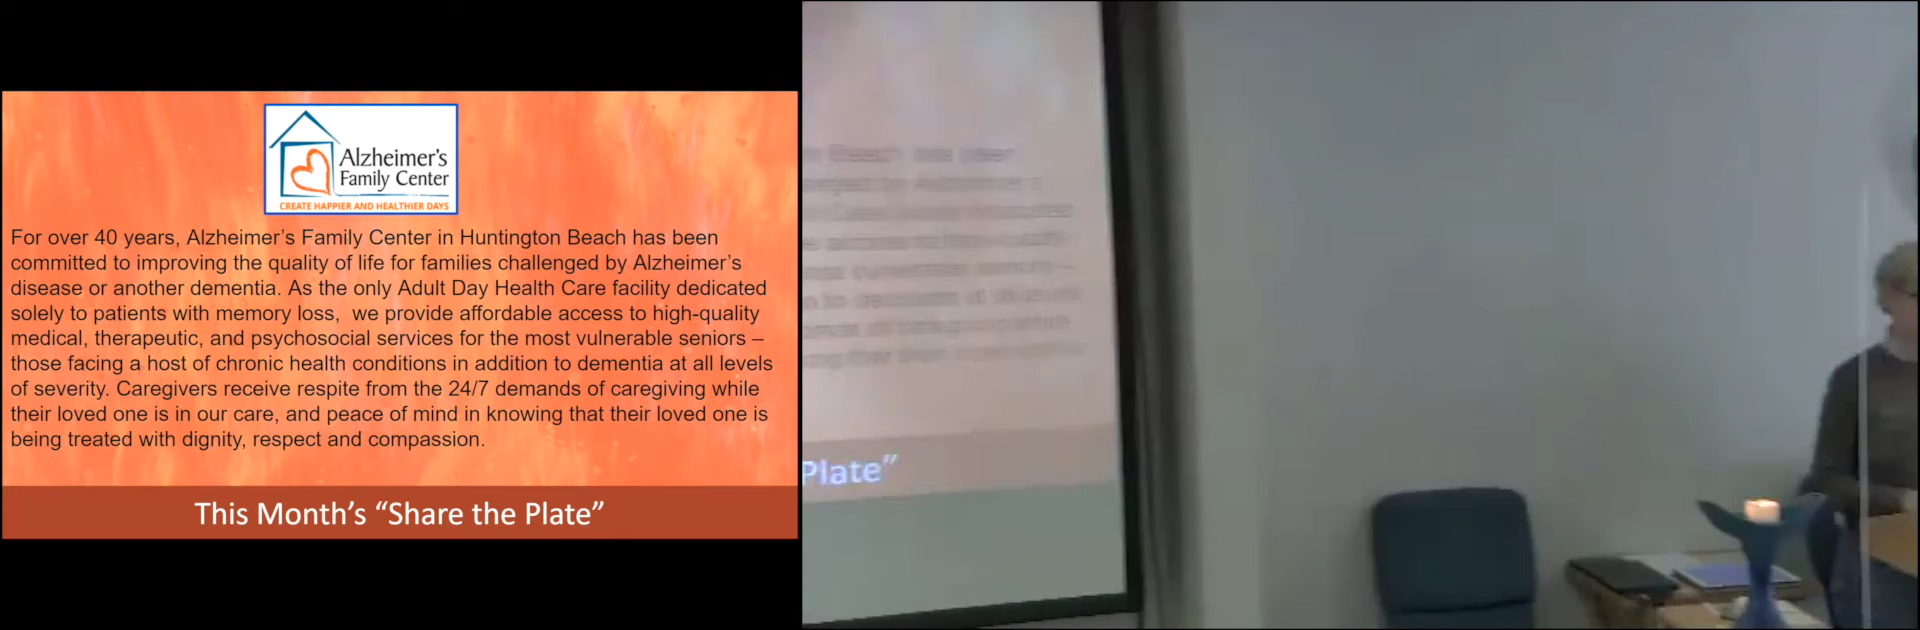 Alzheimer's
Family Center
CREATE HAPPIER AND HEALTHIER DAYS
For over 40 years, Alzheimer's Family Center in Huntington Beach has been
committed to improving the quality of life for families challenged by Alzheimer's
disease or another dementia. As the only Adult Day Health Care facility dedicated
solely to patients with memory loss,  we provide affordable access to high-quality
medical, therapeutic, and psychosocial services for the most vulnerable seniors –
those facing a host of chronic health conditions in addition to dementia at all levels
of severity. Caregivers receive respite from the 24/7 demands of caregiving while
their loved one is in our care, and peace of mind in knowing that their loved one is
being treated with dignity, respect and compassion.
This Month's “Share the Plate”
Beach has been
Plate”